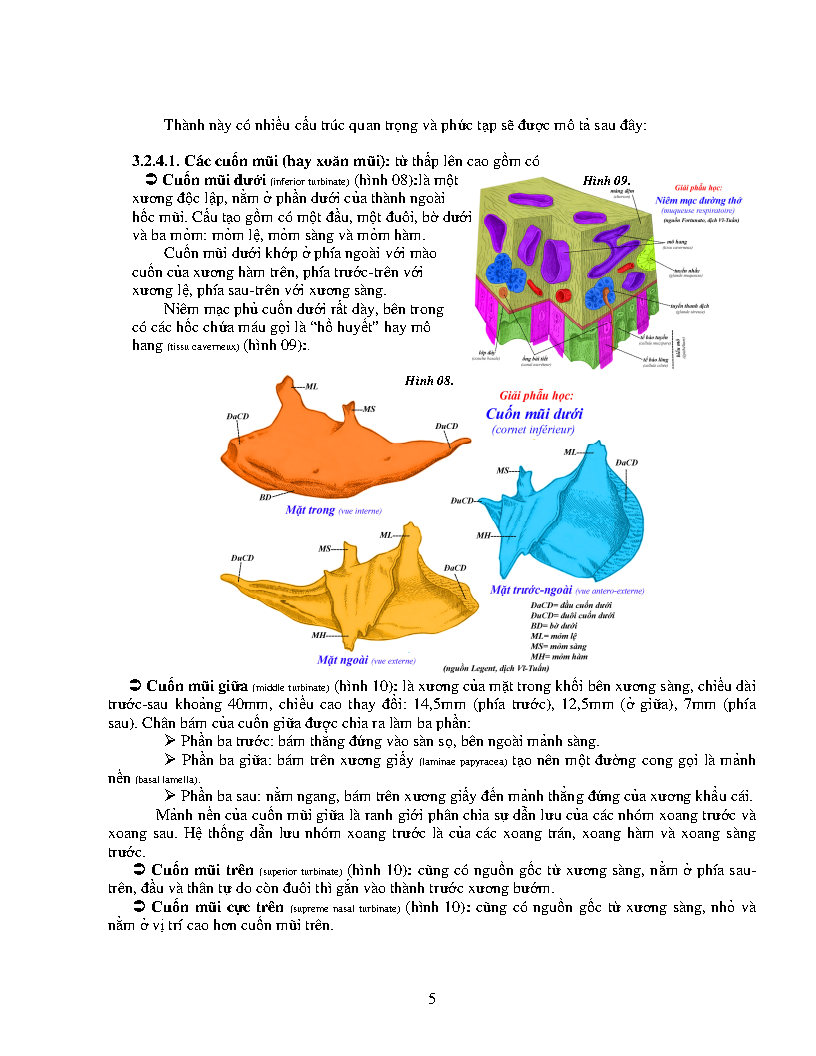 Thành này có nhiều cấu trúc quan trọng và phức tạp sẽ được mô tả sau đây:
3.2.4.1. Các cuốn mũi (hay xoăn mũi): từ thấp lên cao gồm có
➲ Cuốn mũi dưới (inferior turbinate) (hình 08):là một
xương độc lập, nằm ở phần dưới của thành ngoài
hốc mũi. Cấu tạo gồm có một đầu, một đuôi, bờ dưới
và ba mỏm: mỏm lệ, mỏm sàng và mỏm hàm.
Cuốn mũi dưới khớp ở phía ngoài với mào
cuốn của xương hàm trên, phía trước-trên với
xương lệ, phía sau-trên với xương sàng.
Niêm mạc phủ cuốn dưới rất dày, bên trong
có các hốc chứa máu gọi là “hồ huyết” hay mô
hang (tissu caverneux) (hình 09):.
Hình 09.
màng đệm
(chorion)
Giải phẫu học:
Niêm mạc đường thở
(muqueuse respiratoire)
(nguồn Fortunato, dịch Vĩ-Tuấn)
mô hang
(tissu caverneux)
tuyến nhầy
(glande muqueuse)
tuyến thanh dịch
(glande séreuse)
tế bào tuyến
tế bào lông
(cellule ciliée)
biểu mô
lớp đáy
(couche basale)
ống bài tiết
(canal excréteur)
Hình 08.
Giải phẫu học:
Cuốn mũi dưới
(cornet inférieur)
ML
MS
DaCD
DuCD
BD
Mặt trong (vue interne)
ML
MS
DaCD
DuCD
MH
Mặt trước-ngoài (vue antero-externe)
ML
MS
DuCD
DaCD
MH
Mặt ngoài (vue externe)
DaCD= đầu cuốn dưới
DuCD= đuôi cuốn dưới
BD= bờ dưới
ML= mỏm lệ
MS= mỏm sàng
MH= mỏm hàm
(nguồn Legent, dịch Vĩ-Tuấn)
➲ Cuốn mũi giữa (middle turbinate) (hình 10): là xương của mặt trong khối bên xương sàng, chiều dài
trước-sau khoảng 40mm, chiều cao thay đổi: 14,5mm (phía trước), 12,5mm (ở giữa), 7mm (phía
sau). Chân bám của cuốn giữa được chia ra làm ba phần:
➢ Phần ba trước: bám thẳng đứng vào sàn sọ, bên ngoài mảnh sàng.
➢ Phần ba giữa: bám trên xương giấy (laminae papyracea) tạo nên một đường cong gọi là mảnh
nền (basal lamella).
➢ Phần ba sau: nằm ngang, bám trên xương giấy đến mảnh thẳng đứng của xương khẩu cái.
Mảnh nền của cuốn mũi giữa là ranh giới phân chia sự dẫn lưu của các nhóm xoang trước và
xoang sau. Hệ thống dẫn lưu nhóm xoang trước là của các xoang trán, xoang hàm và xoang sàng
trước.
➲ Cuốn mũi trên (superior turbinate) (hình 10): cũng có nguồn gốc từ xương sàng, nằm ở phía sau-
trên, đầu và thân tự do còn đuôi thì gắn vào thành trước xương bướm.
➲ Cuốn mũi cực trên (supreme nasal turbinate) (hình 10): cũng có nguồn gốc từ xương sàng, nhỏ và
nằm ở vị trí cao hơn cuốn mũi trên.
5